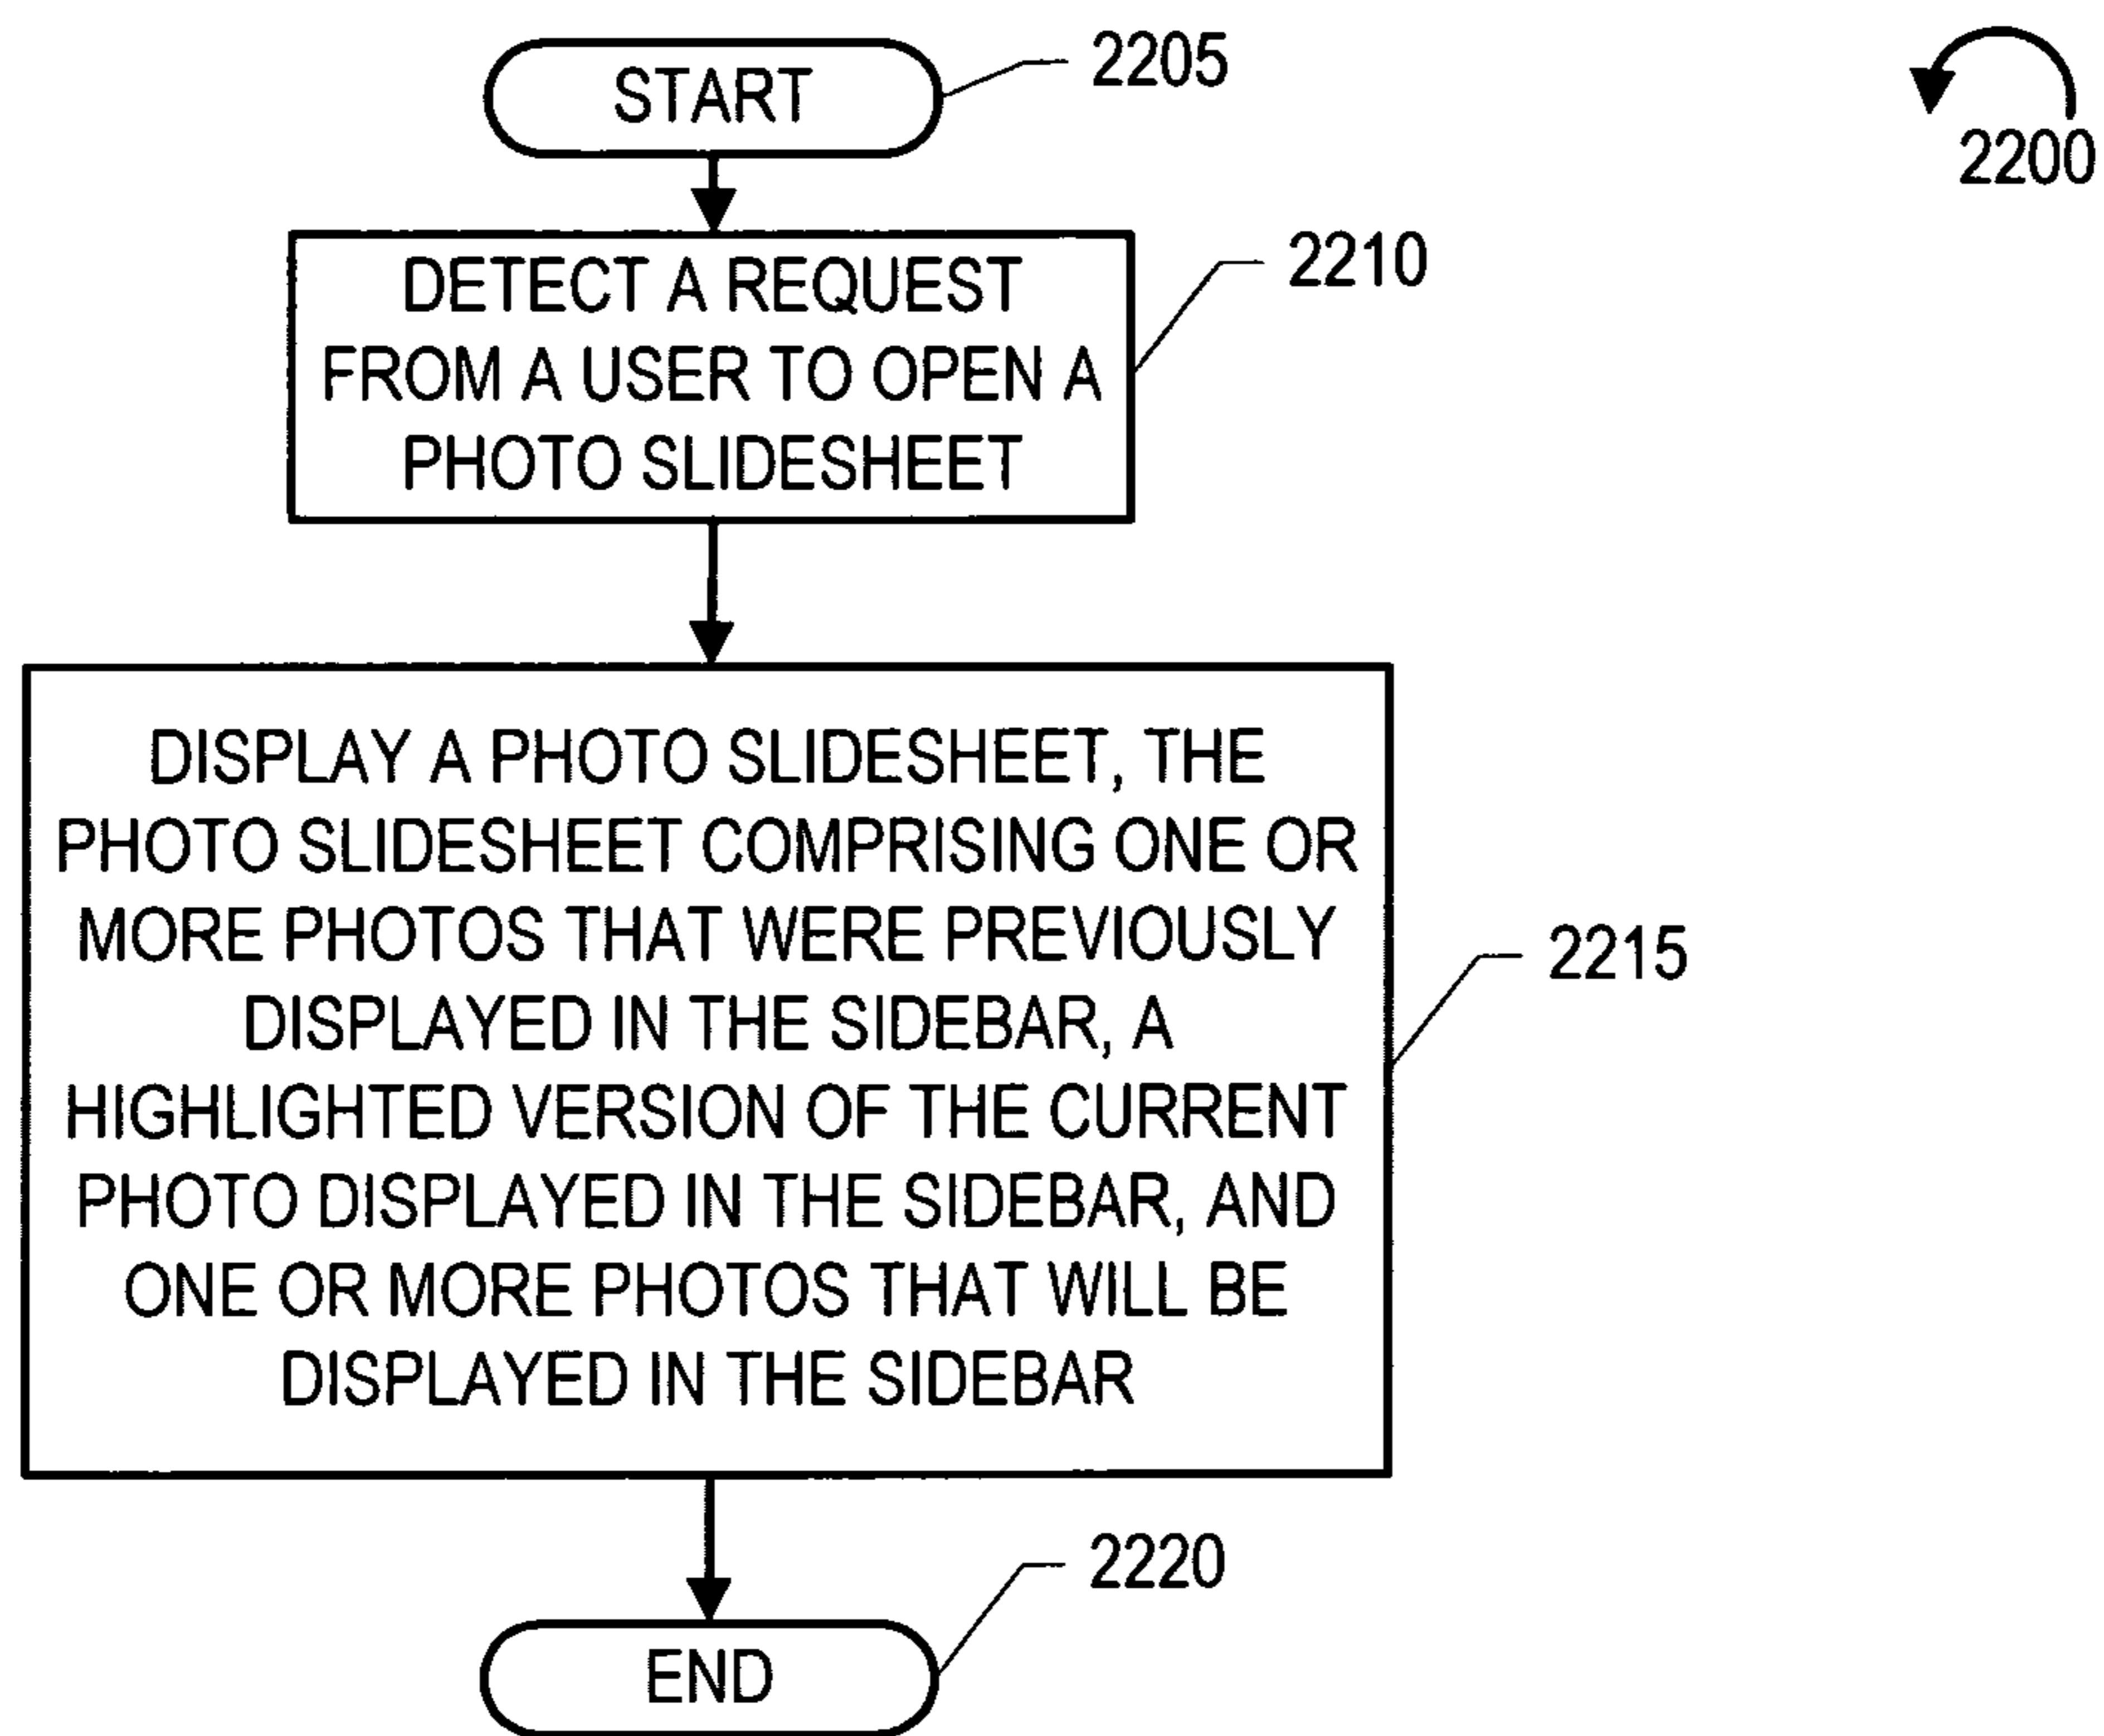 START
2205
2200
DETECT A REQUEST
FROM A USER TO OPEN A
PHOTO SLIDESHEET
2210
DISPLAY A PHOTO SLIDESHEET, THE
PHOTO SLIDESHEET COMPRISING ONE OR
MORE PHOTOS THAT WERE PREVIOUSLY
DISPLAYED IN THE SIDEBAR, A
HIGHLIGHTED VERSION OF THE CURRENT
PHOTO DISPLAYED IN THE SIDEBAR, AND
ONE OR MORE PHOTOS THAT WILL BE
DISPLAYED IN THE SIDEBAR
2215
END
2220